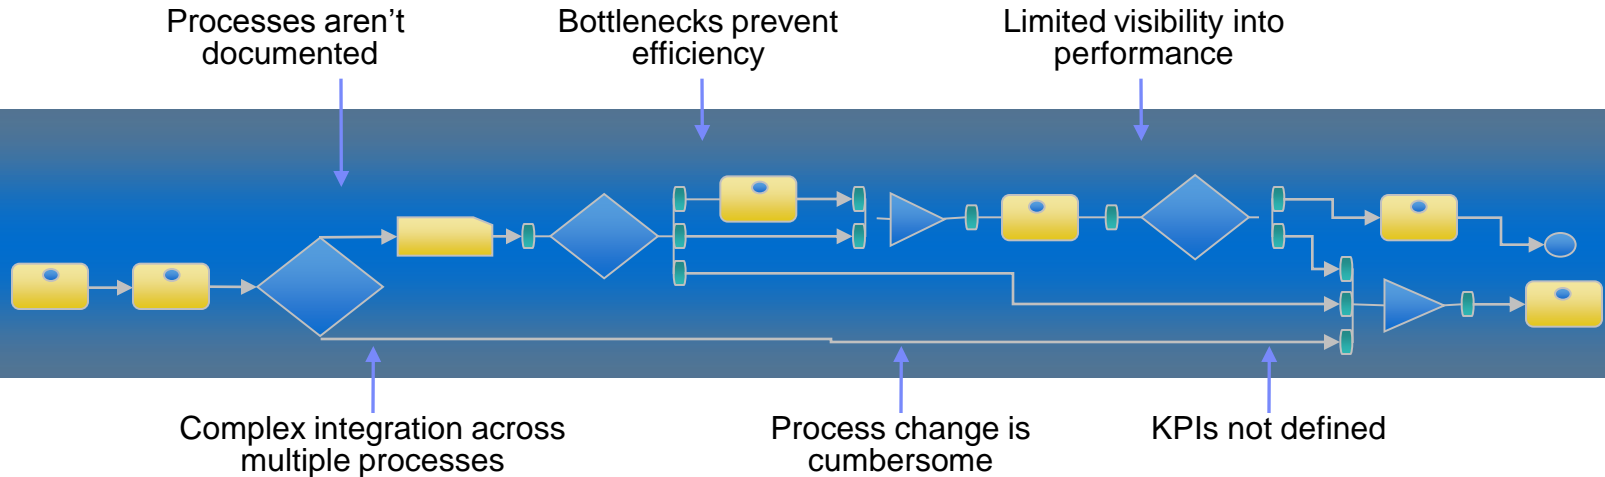 Processes aren't
documented
Bottlenecks prevent
efficiency
Limited visibility into
performance
Complex integration across
multiple processes
Process change is
cumbersome
KPIs not defined